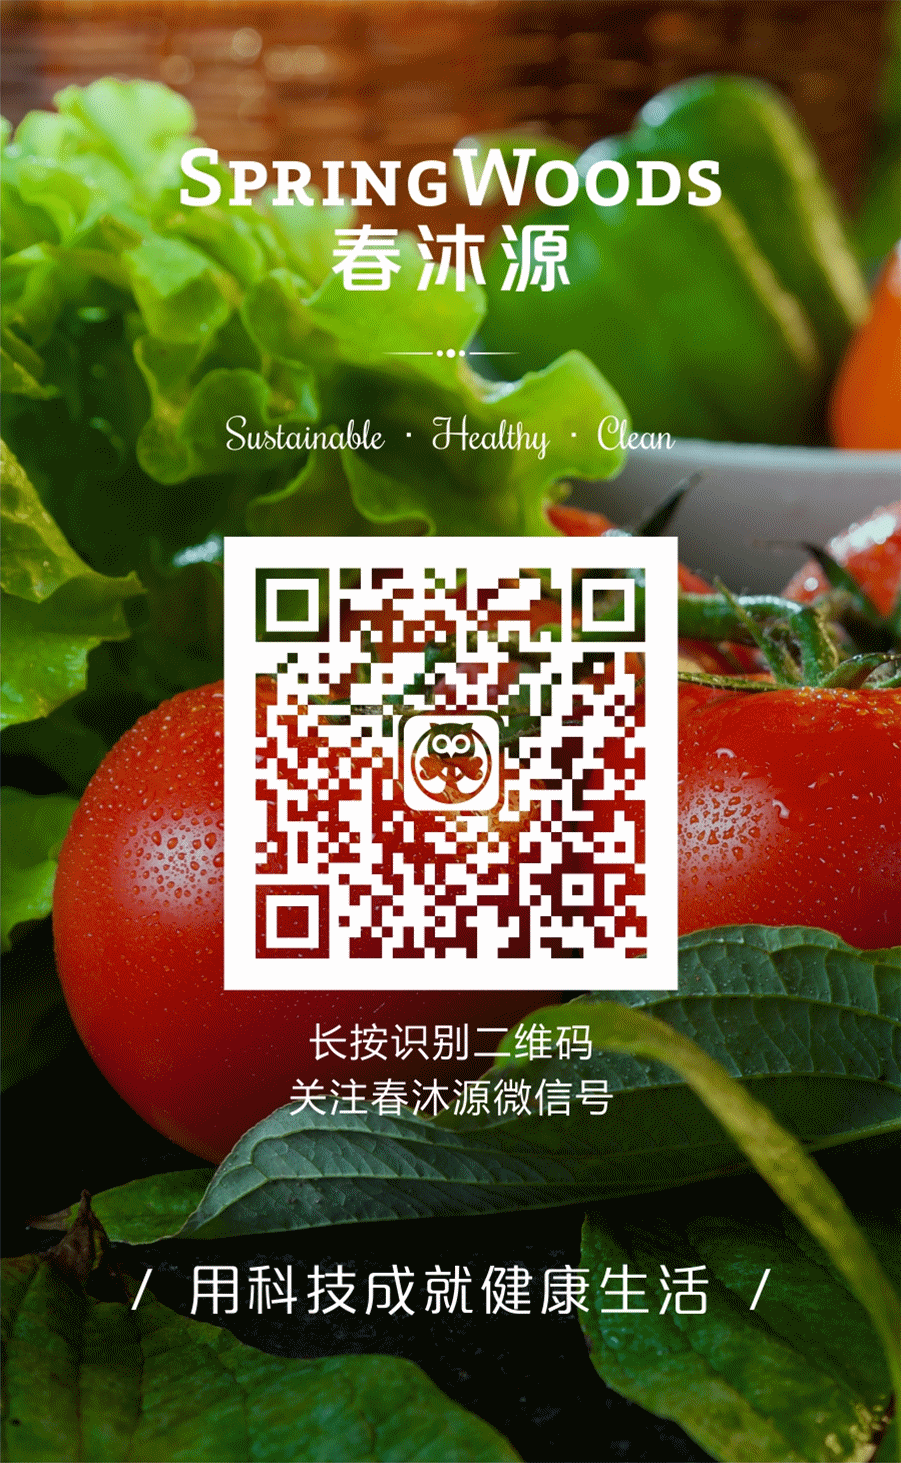 SPRINGWOODS
春沐源
Sustainable · Healthy · Clean
长按识别二维码
关注春沐源微信号
/ 用科技成就健康生活 /